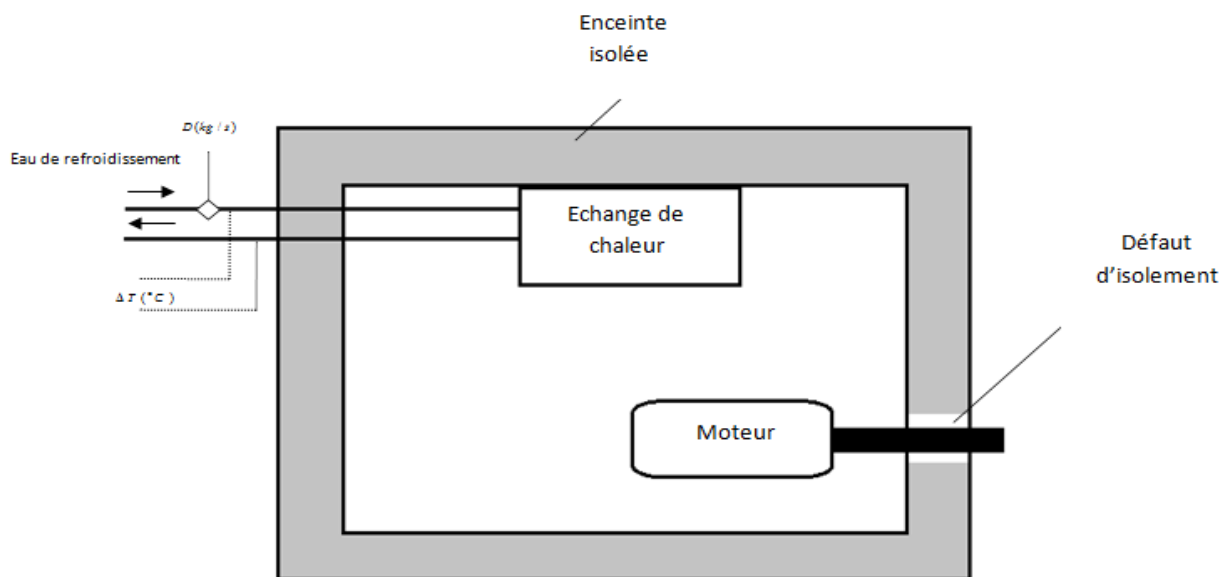 Enceinte
isolée
D(kg / s)
Eau de refroidissement
Echange de
chaleur
Défaut
d'isolement
ΔT(°C)
Moteur